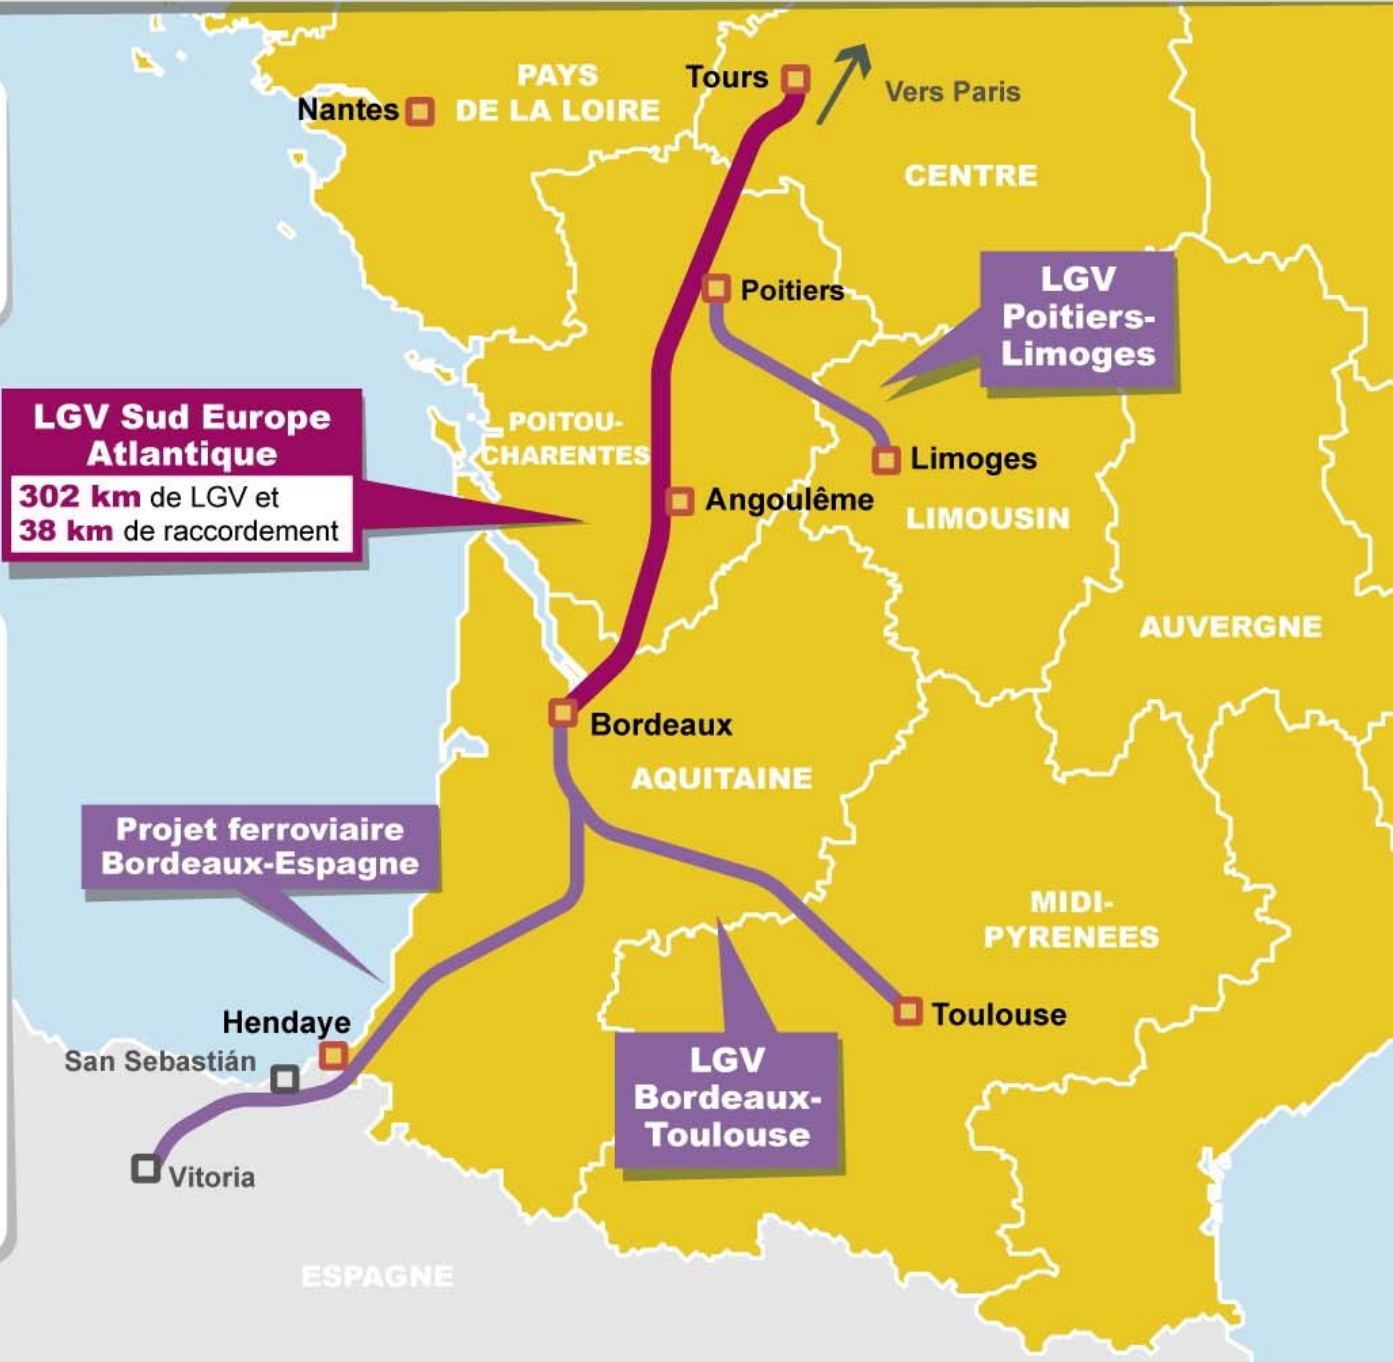 PAYS
DE LA LOIRE
Tours
Nantes
Vers Paris
CENTRE
LGV
Poitiers-
Limoges
Poitiers
LGV Sud Europe
Atlantique
302 km de LGV et
38 km de raccordement
POITOU-
CHARENTES
Limoges
Angoulême
LIMOUSIN
AUVERGNE
Bordeaux
AQUITAINE
Projet ferroviaire
Bordeaux-Espagne
MIDI-
PYRENEES
Hendaye
Toulouse
San Sebastián
LGV
Bordeaux-
Toulouse
Vitoria
ESPAGNE